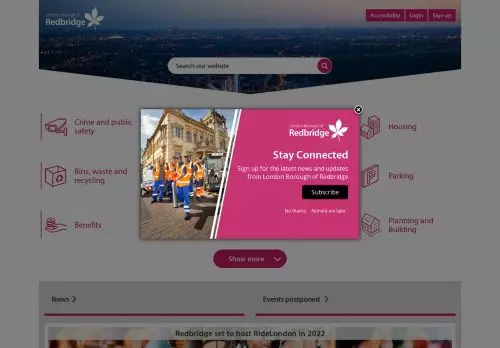 London Borough of
Redbridge
Accessibility
Login
Sign up
Search our website
Crime and public
safety
Housing
Bins, waste and
recycling
Parking
Benefits
Planning and
Building
London Borough of
Redbridge
Stay Connected
Sign up for the latest news and updates
from London Borough of Redbridge
Subscribe
No thanks
Remind me later
Show more
News
Events postponed
Redbridge set to host RideLondon in 2022